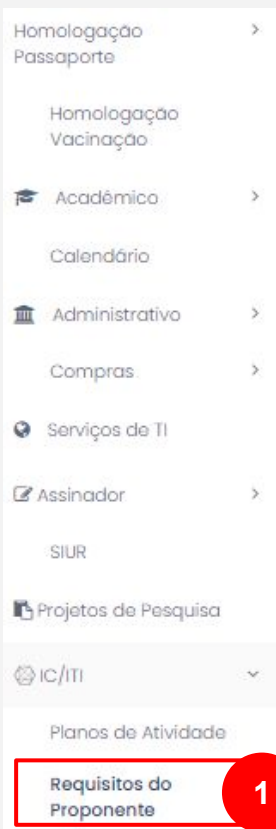 Homologação
Passaporte
Homologação
Vacinação
Acadêmico
Calendário
Administrativo
Compras
Serviços de TI
Assinador
SIUR
Projetos de Pesquisa
IC/ITI
Planos de Atividade
Requisitos do
Proponente
1